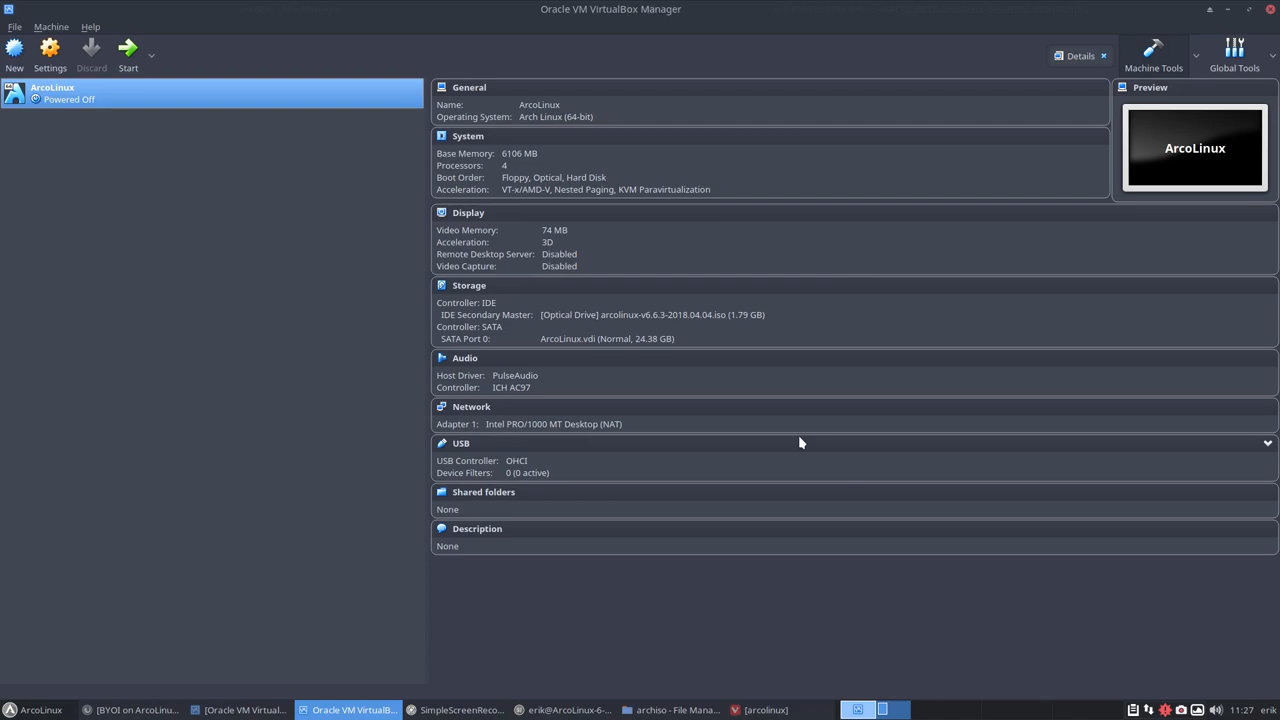 Oracle VM VirtualBox Manager
File Machine Help
New Settings Discard Start
Details
Machine Tools
Global Tools
ArcoLinux
Powered Off
General
Name: ArcoLinux
Operating System: Arch Linux (64-bit)
System
Base Memory: 6106 MB
Processors: 4
Boot Order: Floppy, Optical, Hard Disk
Acceleration: VT-x/AMD-V, Nested Paging, KVM Paravirtualization
Preview
ArcoLinux
Display
Video Memory: 74 MB
Acceleration: 3D
Remote Desktop Server: Disabled
Video Capture: Disabled
Storage
Controller: IDE
IDE Secondary Master: [Optical Drive] arcolinux-v6.6.3-2018.04.04.iso (1.79 GB)
Controller: SATA
SATA Port 0: ArcoLinux.vdi (Normal, 24.38 GB)
Audio
Host Driver: PulseAudio
Controller: ICH AC97
Network
Adapter 1: Intel PRO/1000 MT Desktop (NAT)
USB
USB Controller: OHCI
Device Filters: 0 (0 active)
Shared folders
None
Description
None
ArcoLinux [BYOI on ArcoLinu... [Oracle VM Virtual... Oracle VM VirtualB... SimpleScreenReco... erik@ArcoLinux-6-... archiso - File Mana... [arcolinux] 11:27 erik